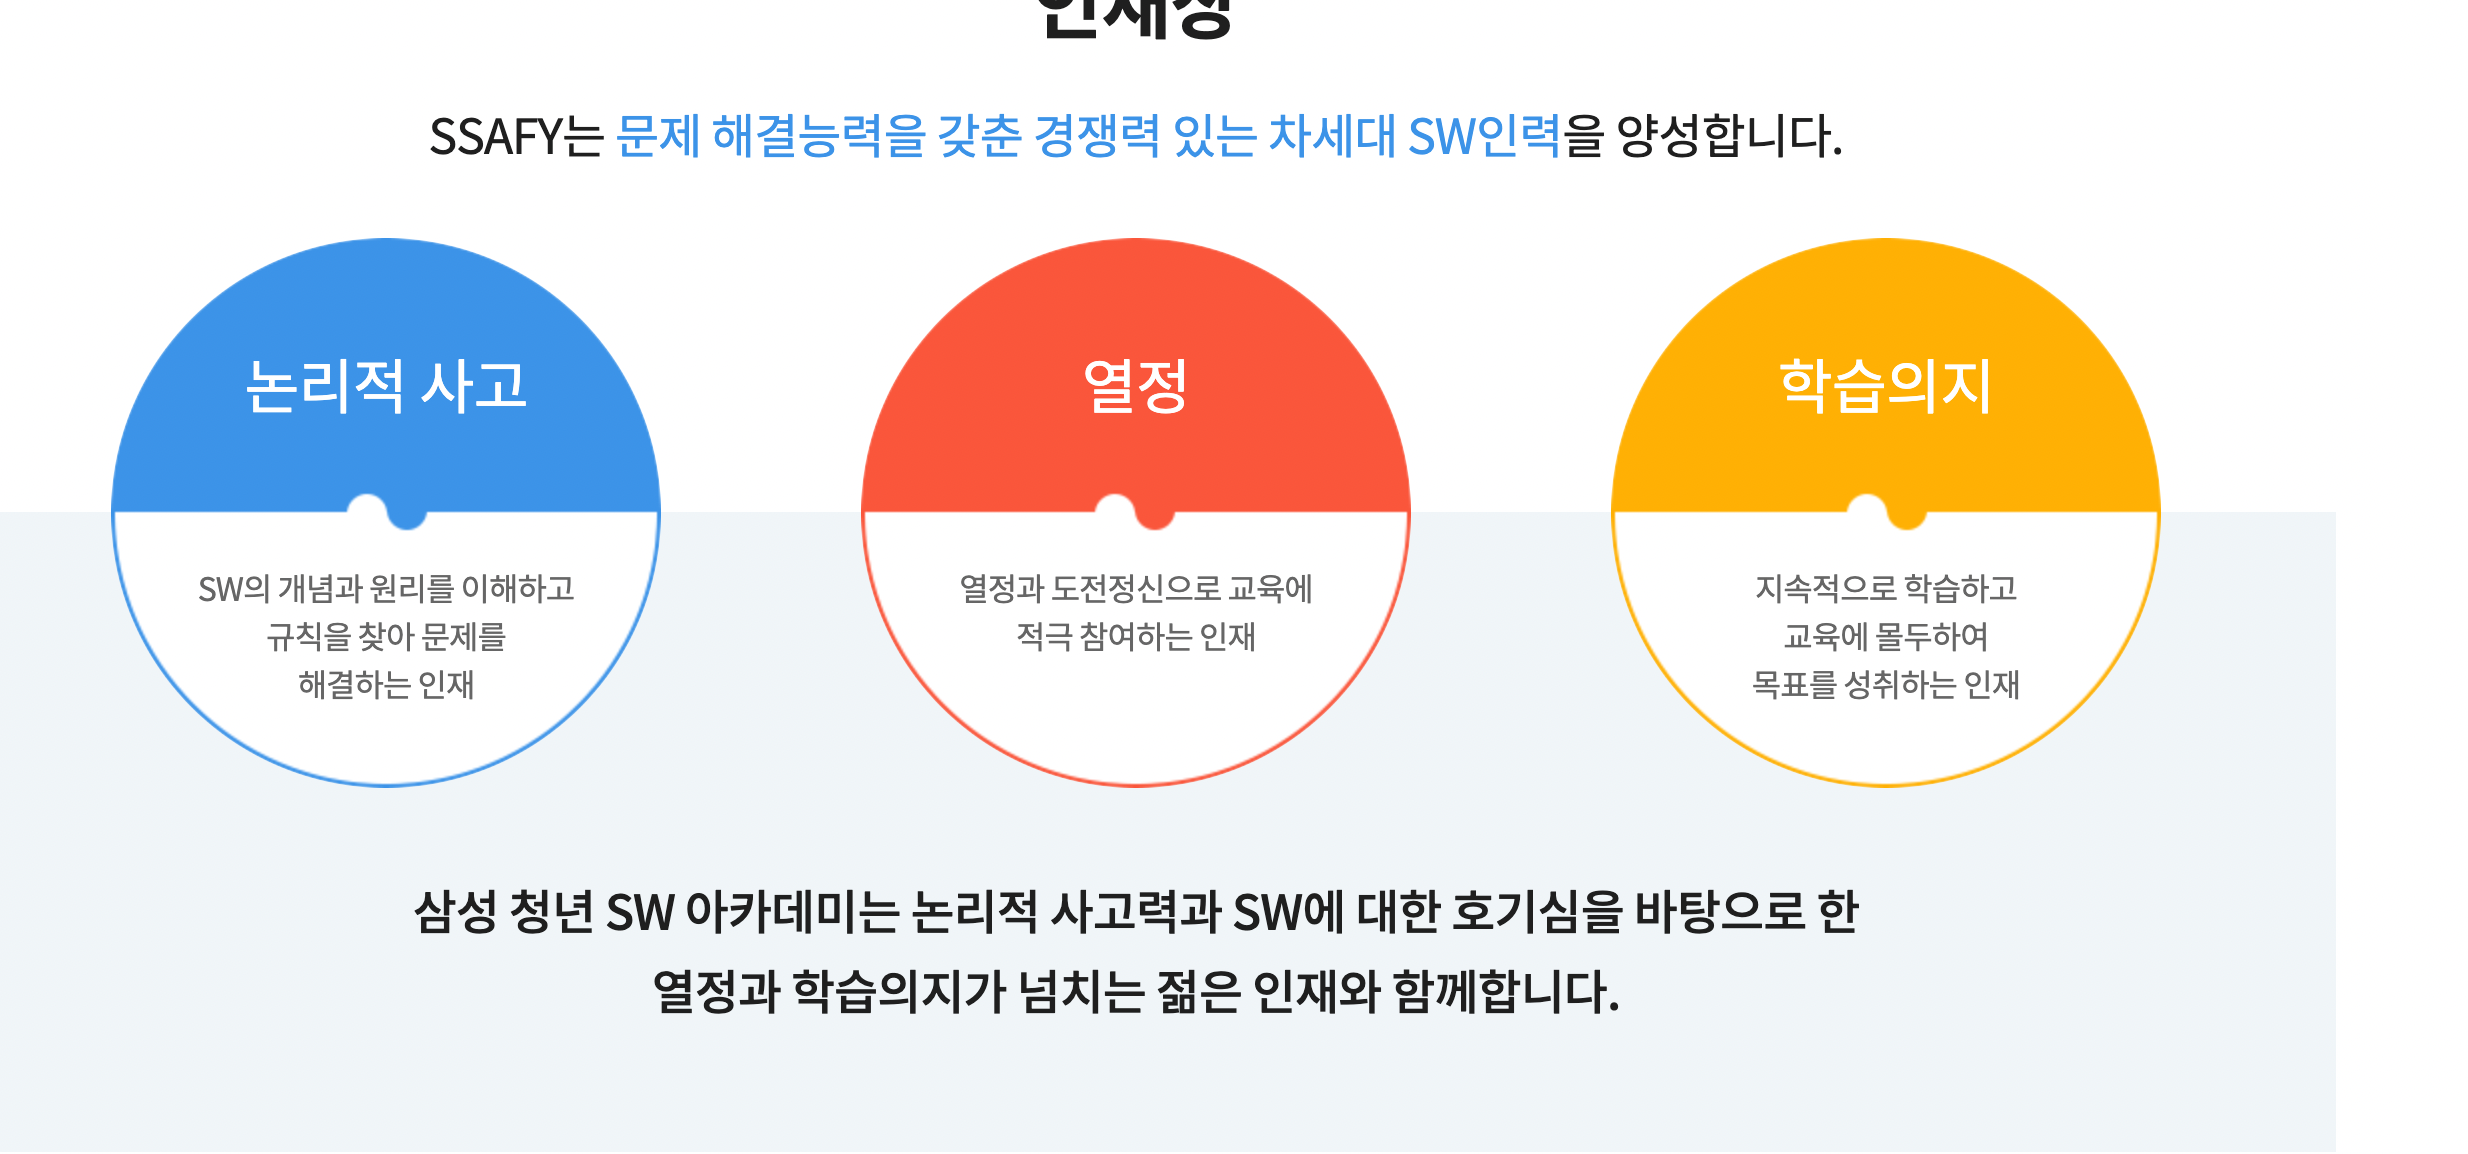 인재상
SSAFY는 문제 해결능력을 갖춘 경쟁력 있는 차세대 SW인력을 양성합니다.
논리적 사고
SW의 개념과 원리를 이해하고
규칙을 찾아 문제를
해결하는 인재
열정
열정과 도전정신으로 교육에
적극 참여하는 인재
학습의지
지속적으로 학습하고
교육에 몰두하여
목표를 성취하는 인재
삼성 청년 SW 아카데미는 논리적 사고력과 SW에 대한 호기심을 바탕으로 한
열정과 학습의지가 넘치는 젊은 인재와 함께합니다.